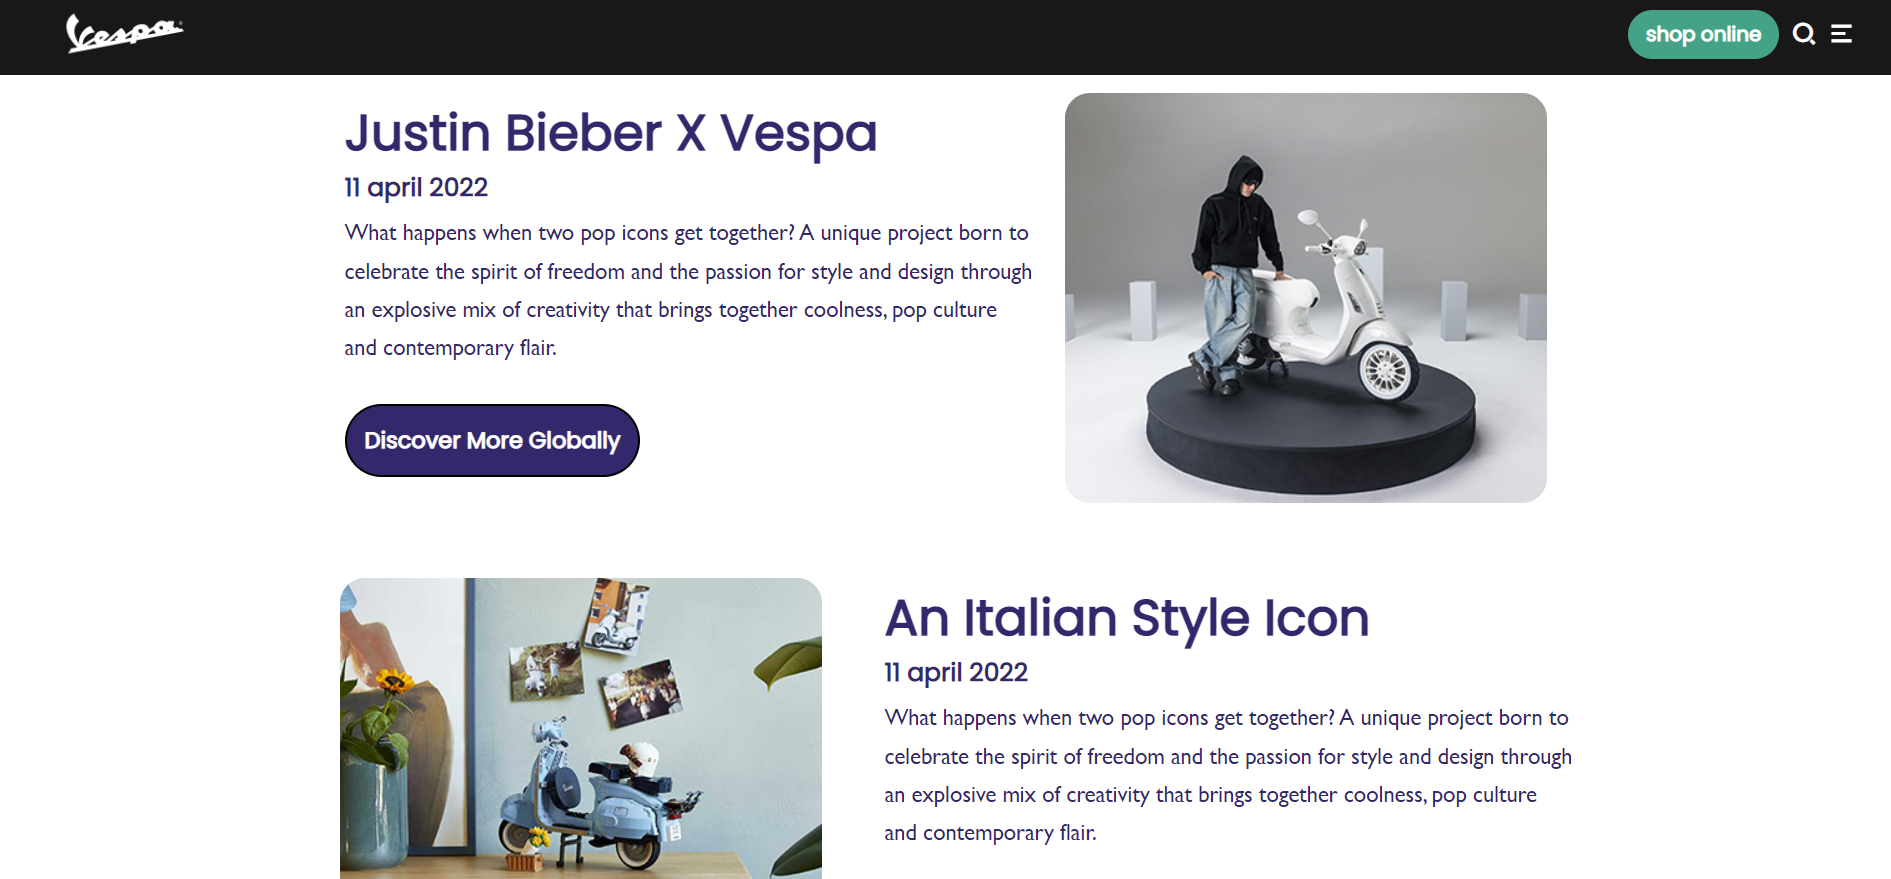 Vespa
shop online
Justin Bieber X Vespa
11 april 2022
What happens when two pop icons get together? A unique project born to
celebrate the spirit of freedom and the passion for style and design through
an explosive mix of creativity that brings together coolness, pop culture
and contemporary flair.
Discover More Globally
An Italian Style Icon
11 april 2022
What happens when two pop icons get together? A unique project born to
celebrate the spirit of freedom and the passion for style and design through
an explosive mix of creativity that brings together coolness, pop culture
and contemporary flair.